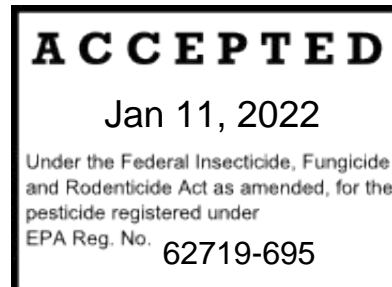 ACCEPTED
Jan 11, 2022
Under the Federal Insecticide, Fungicide
and Rodenticide Act as amended, for the
pesticide registered under
EPA Reg. No. 62719-695